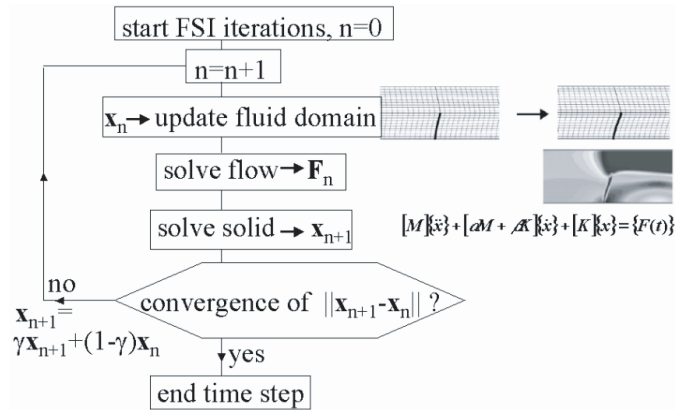 start FSI iterations, n=0
n=n+1
xₙ→ update fluid domain
→
solve flow→Fₙ
solve solid → xₙ₊₁
[M]{ẍ}+[αM + βK]{ẋ}+[K]{x}={F(t)}
convergence of ||xₙ₊₁-xₙ|| ?
no
xₙ₊₁=
γxₙ₊₁+(1-γ)xₙ
yes
end time step